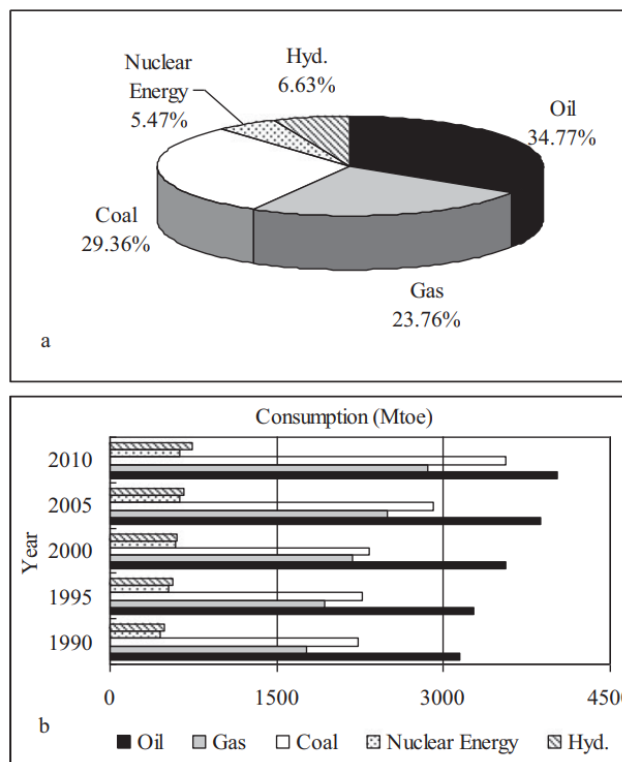 Nuclear
Energy
5.47%
Hyd.
6.63%
Oil
34.77%
Coal
29.36%
Gas
23.76%
a
Consumption (Mtoe)
Year
2010
2005
2000
1995
1990
0 1500 3000 4500
b
Oil Gas Coal Nuclear Energy Hyd.